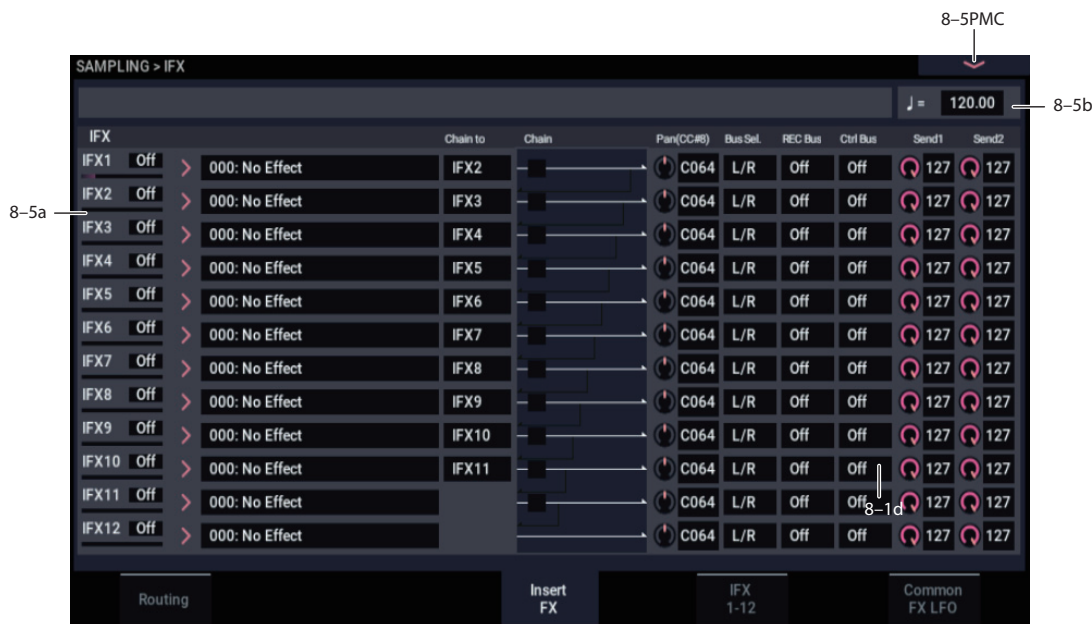 8–5PMC
SAMPLING > IFX
♩= 120.00
8–5b
IFX Chain to Chain Pan(CC#8) Bus Sel. REC Bus Ctrl Bus Send1 Send2
IFX1 Off 000: No Effect IFX2 C064 L/R Off Off 127 127
IFX2 Off 000: No Effect IFX3 C064 L/R Off Off 127 127
8–5a
IFX3 Off 000: No Effect IFX4 C064 L/R Off Off 127 127
IFX4 Off 000: No Effect IFX5 C064 L/R Off Off 127 127
IFX5 Off 000: No Effect IFX6 C064 L/R Off Off 127 127
IFX6 Off 000: No Effect IFX7 C064 L/R Off Off 127 127
IFX7 Off 000: No Effect IFX8 C064 L/R Off Off 127 127
IFX8 Off 000: No Effect IFX9 C064 L/R Off Off 127 127
IFX9 Off 000: No Effect IFX10 C064 L/R Off Off 127 127
IFX10 Off 000: No Effect IFX11 C064 L/R Off Off 127 127
IFX11 Off 000: No Effect C064 L/R Off Off 127 127
8–1d
IFX12 Off 000: No Effect C064 L/R Off Off 127 127
Routing
Insert
FX
IFX
1-12
Common
FX LFO